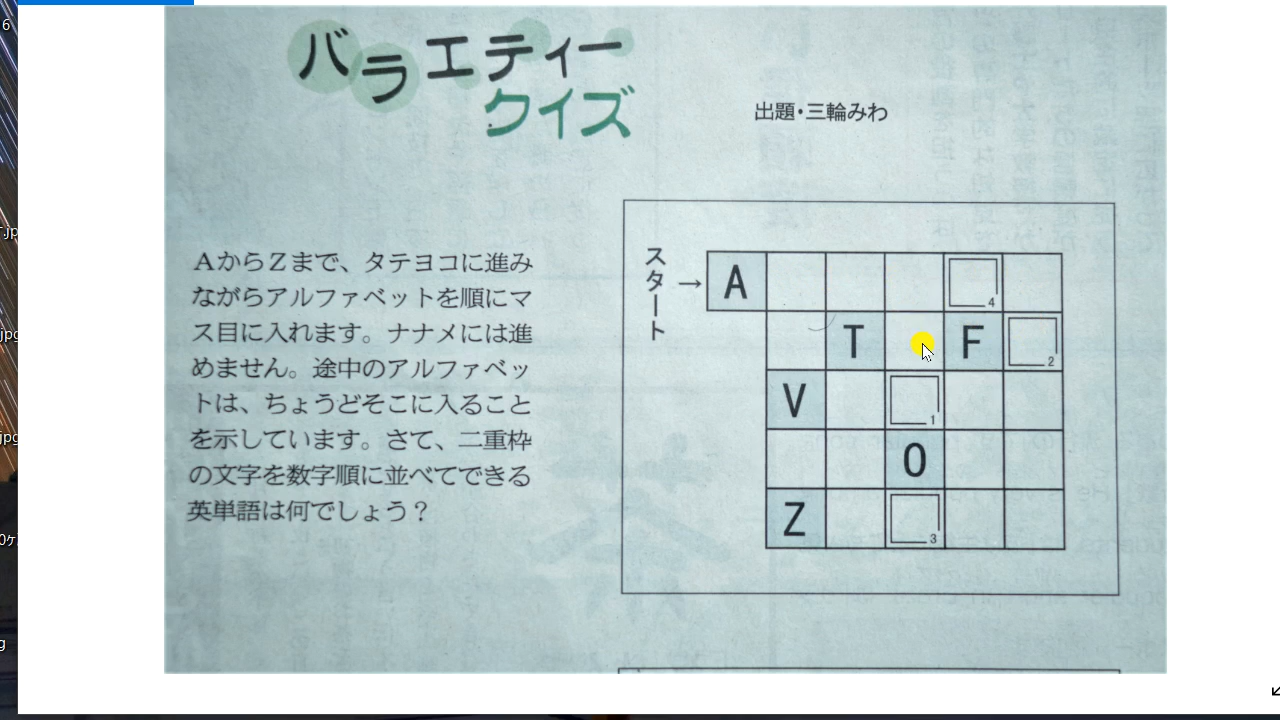 6
バラエティー
クイズ
出題・三輪みわ
AからZまで、タテヨコに進み
ながらアルファベットを順にマ
ス目に入れます。ナナメには進
めません。途中のアルファベッ
トは、ちょうどそこに入ること
を示しています。さて、二重枠
の文字を数字順に並べてできる
英単語は何でしょう？
スタート
→ A 4
T F 2
V 1
O
Z 3
.jp
jpg
jpg
0ケ
g